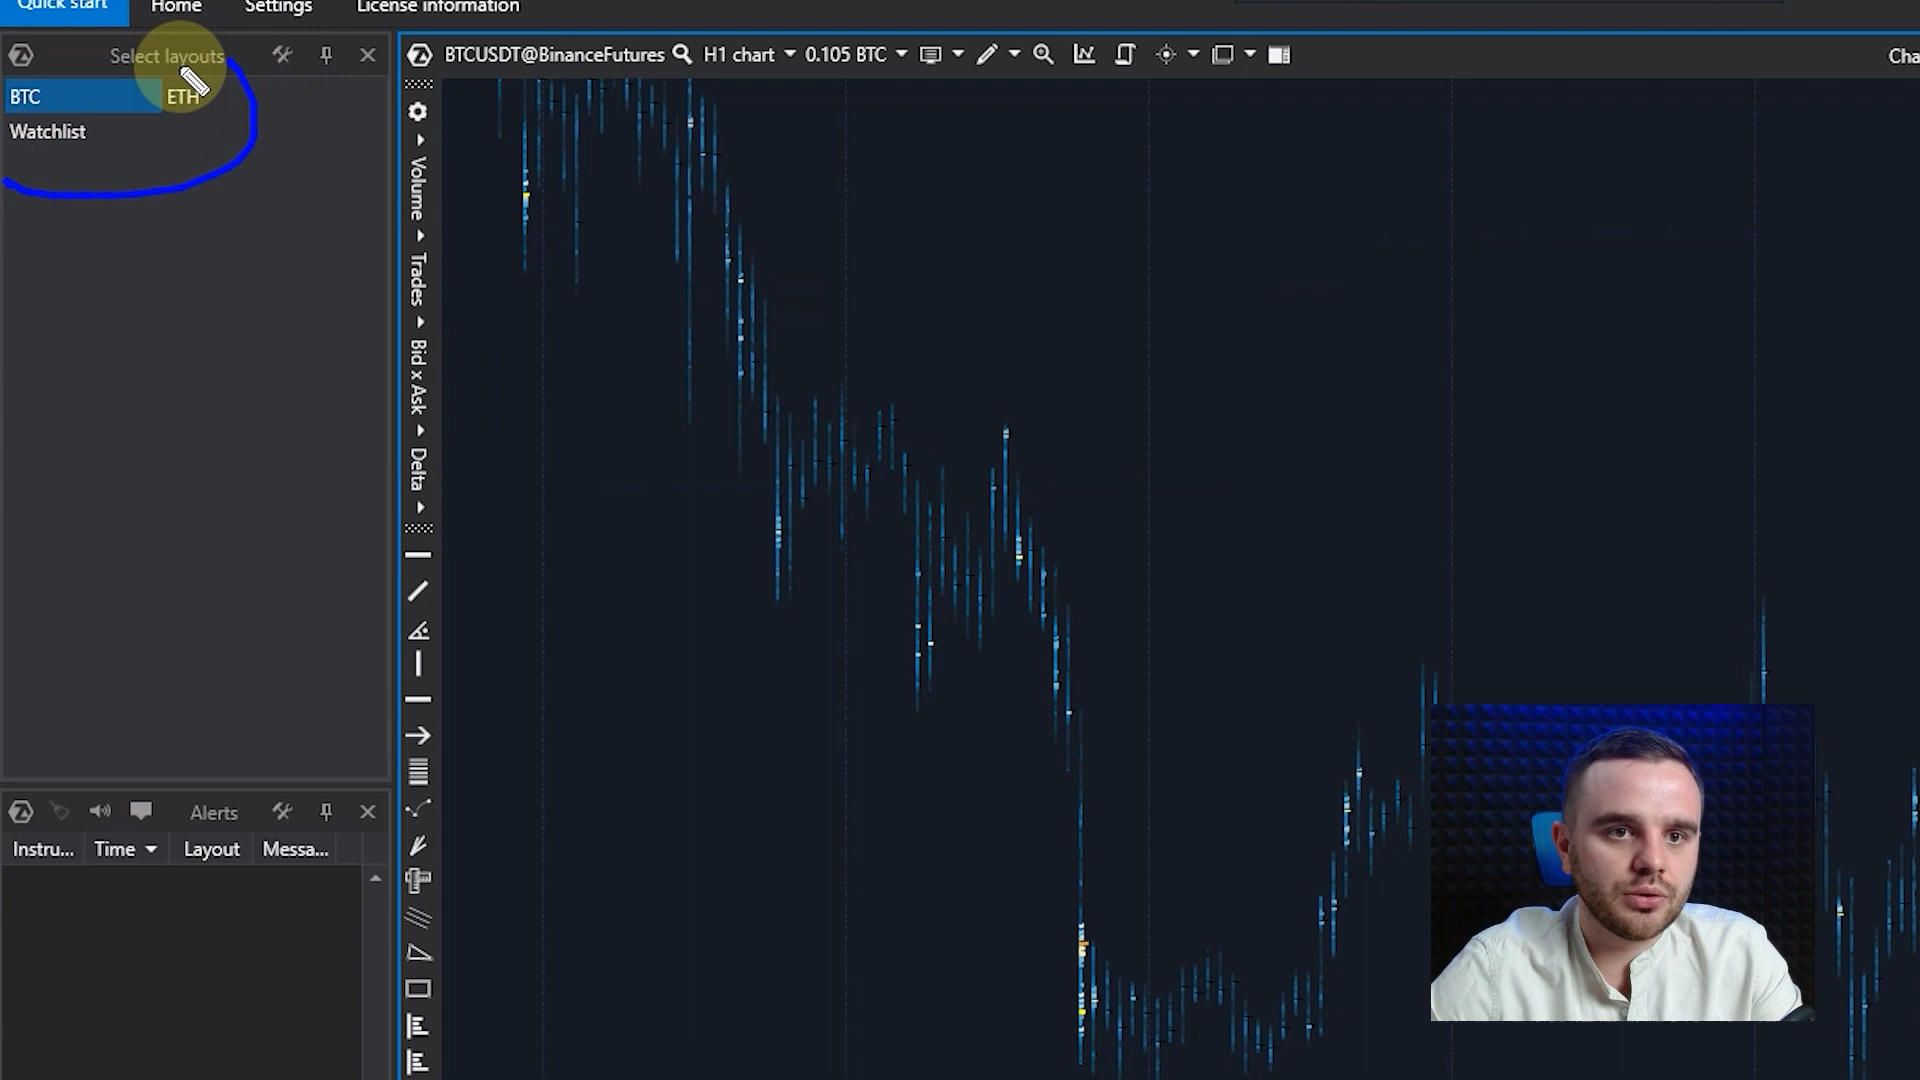 Quick start Home Settings License information
Select layouts
BTC ETH
Watchlist
BTCUSDT@BinanceFutures H1 chart 0.105 BTC Cha
Volume
Trades
Bid x Ask
Delta
Alerts
Instru... Time Layout Messa...